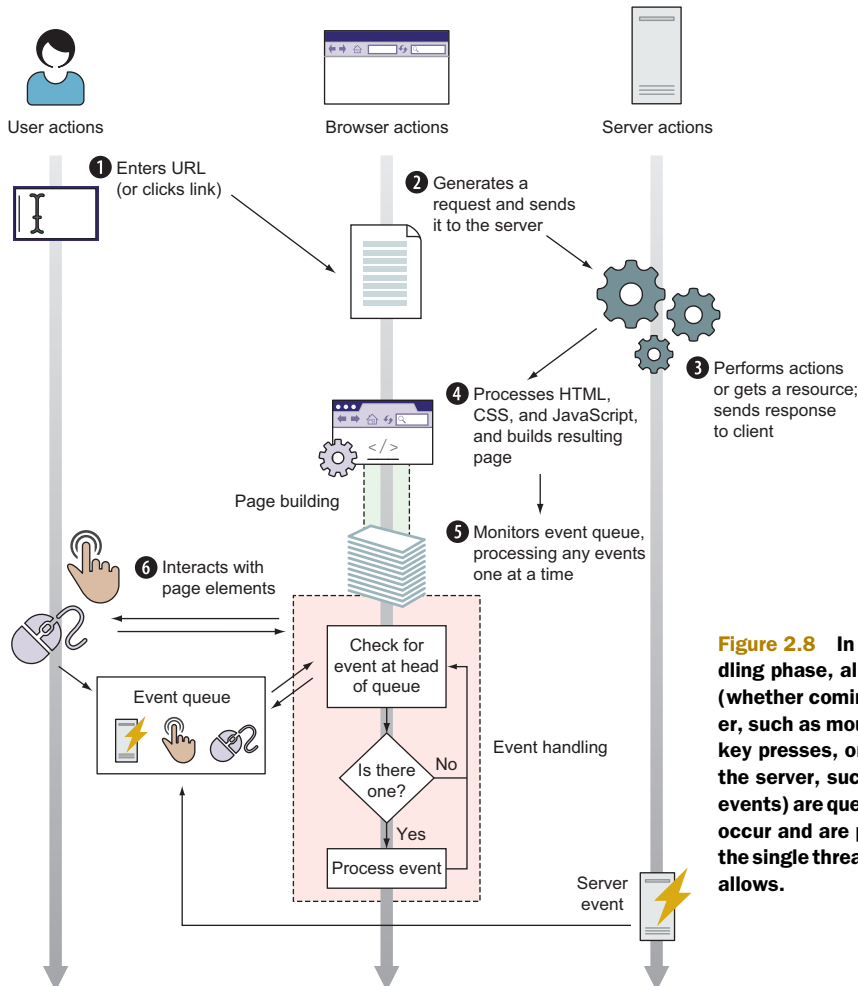 User actions
Browser actions
Server actions
1 Enters URL
(or clicks link)
2 Generates a
request and sends
it to the server
3 Performs actions
or gets a resource;
sends response
to client
4 Processes HTML,
CSS, and JavaScript,
and builds resulting
page
</>
Page building
5 Monitors event queue,
processing any events
one at a time
6 Interacts with
page elements
Check for
event at head
of queue
Event queue
Event handling
Is there
one?
No
Yes
Process event
Server
event
Figure 2.8 In
dling phase, al
(whether comin
er, such as mou
key presses, or
the server, suc
events) are que
occur and are p
the single threa
allows.